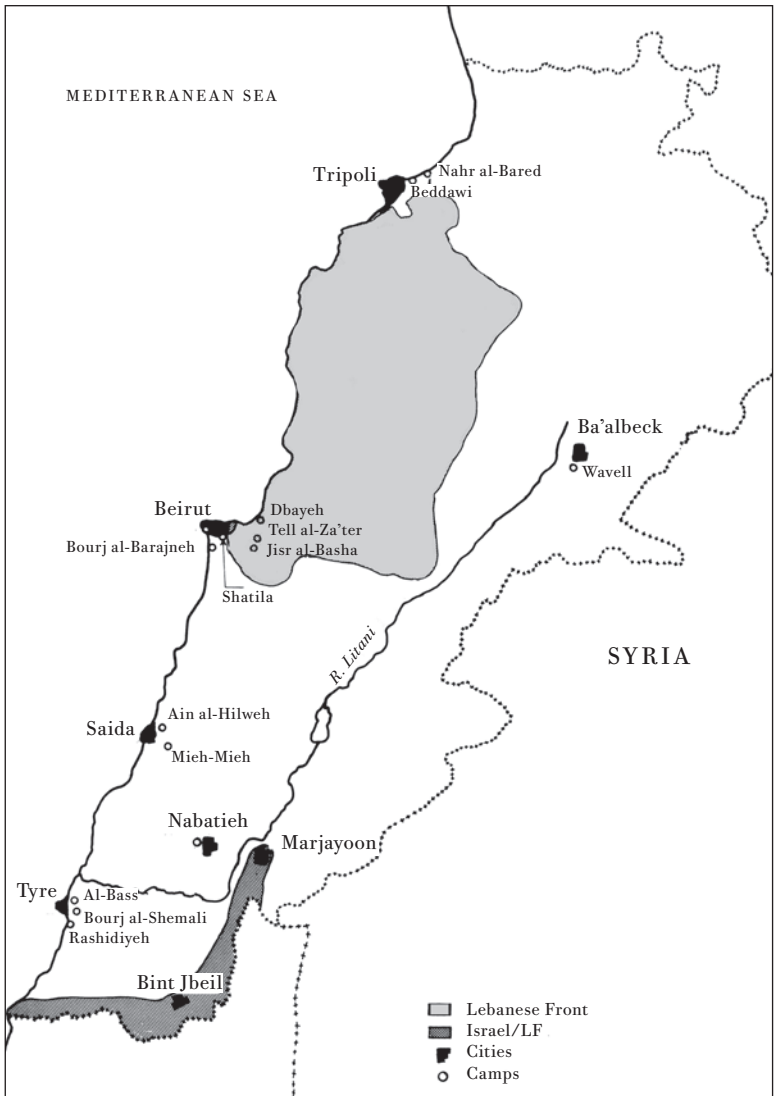 MEDITERRANEAN SEA
Tripoli
Nahr al-Bared
Beddawi
Ba'albeck
Wavell
Beirut
Dbayeh
Tell al-Za'ter
Jisr al-Basha
Bourj al-Barajneh
Shatila
R. Litani
SYRIA
Saida
Ain al-Hilweh
Mieh-Mieh
Nabatieh
Marjayoon
Tyre
Al-Bass
Bourj al-Shemali
Rashidiyeh
Bint Jbeil
Lebanese Front
Israel/LF
Cities
Camps